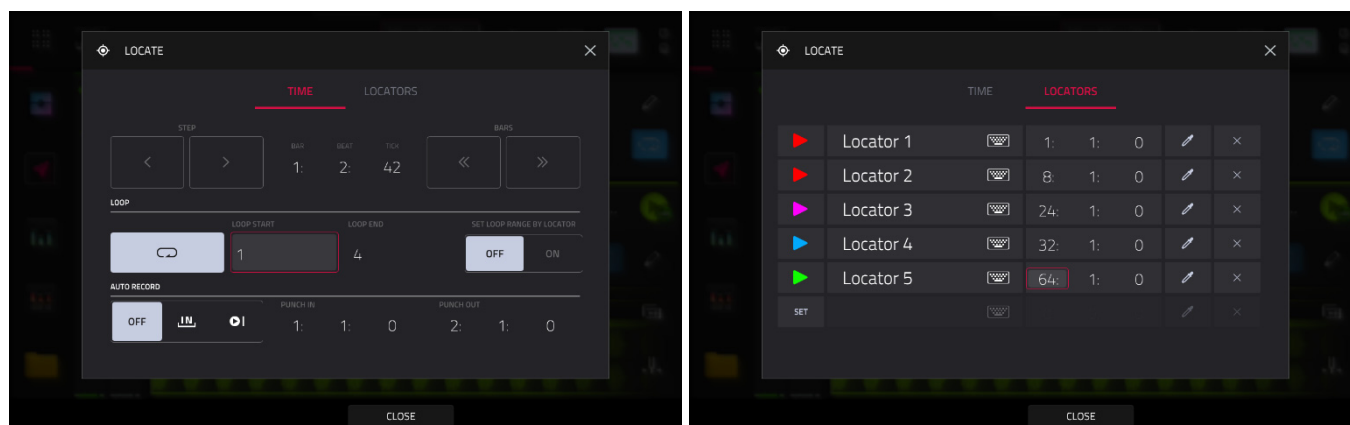 LOCATE
TIME LOCATORS
STEP BARS
BAR BEAT TICK
1: 2: 42
LOOP
LOOP START LOOP END SET LOOP RANGE BY LOCATOR
1 4 OFF ON
AUTO RECORD
PUNCH IN PUNCH OUT
OFF IN 1: 1: 0 2: 1: 0
CLOSE
LOCATE
TIME LOCATORS
Locator 1 1: 1: 0
Locator 2 8: 1: 0
Locator 3 24: 1: 0
Locator 4 32: 1: 0
Locator 5 64: 1: 0
SET
CLOSE